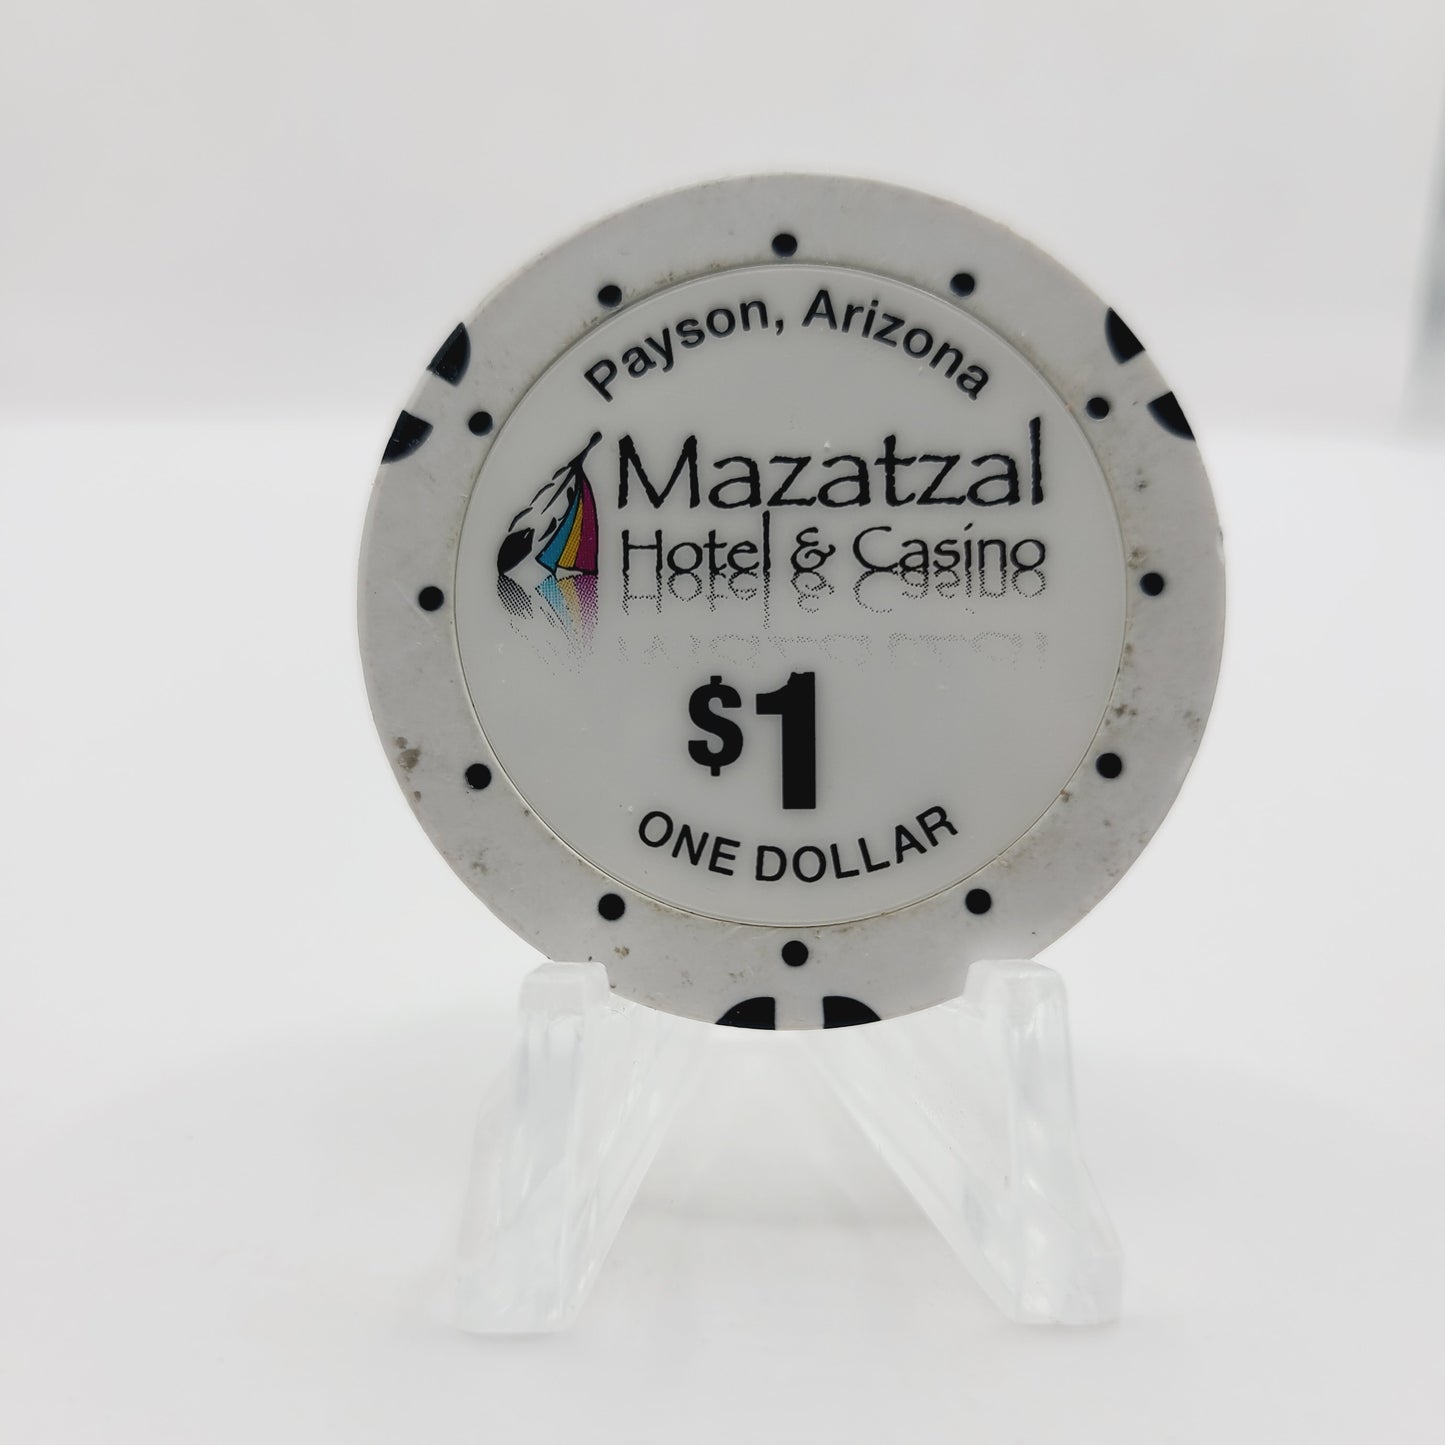 Payson, Arizona
Mazatzal
Hotel & Casino
$1
ONE DOLLAR